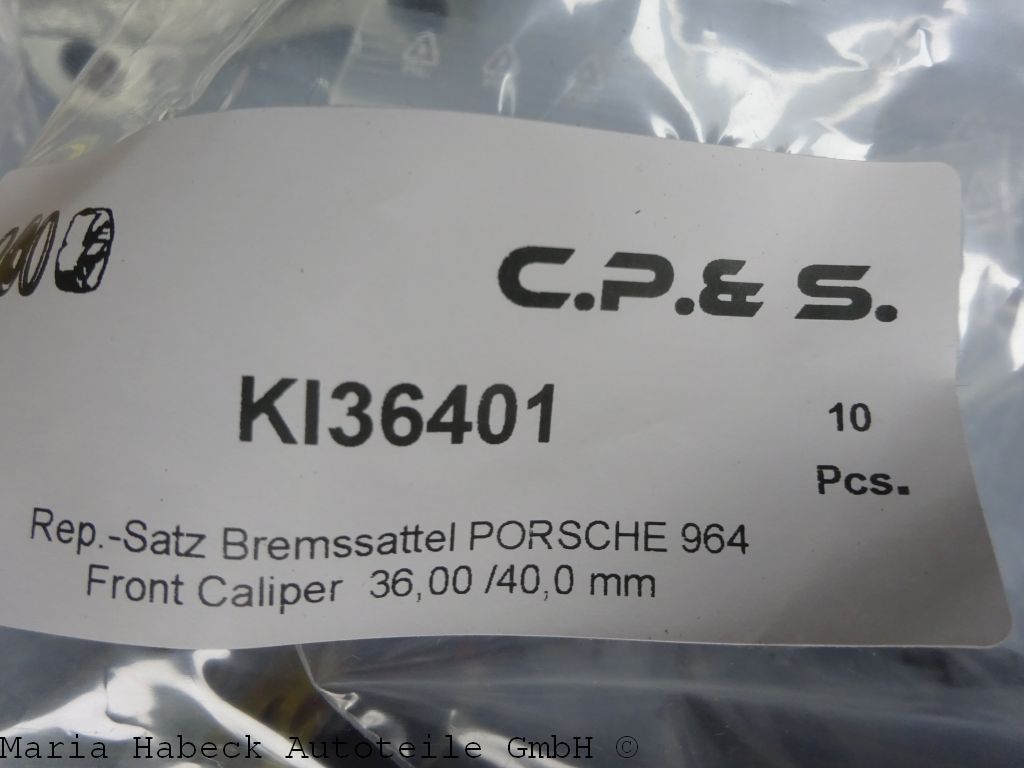 C.P.& S.
KI36401
10
Pcs.
Rep.-Satz Bremssattel PORSCHE 964
Front Caliper 36,00 /40,0 mm
Maria Habeck Autoteile GmbH ©